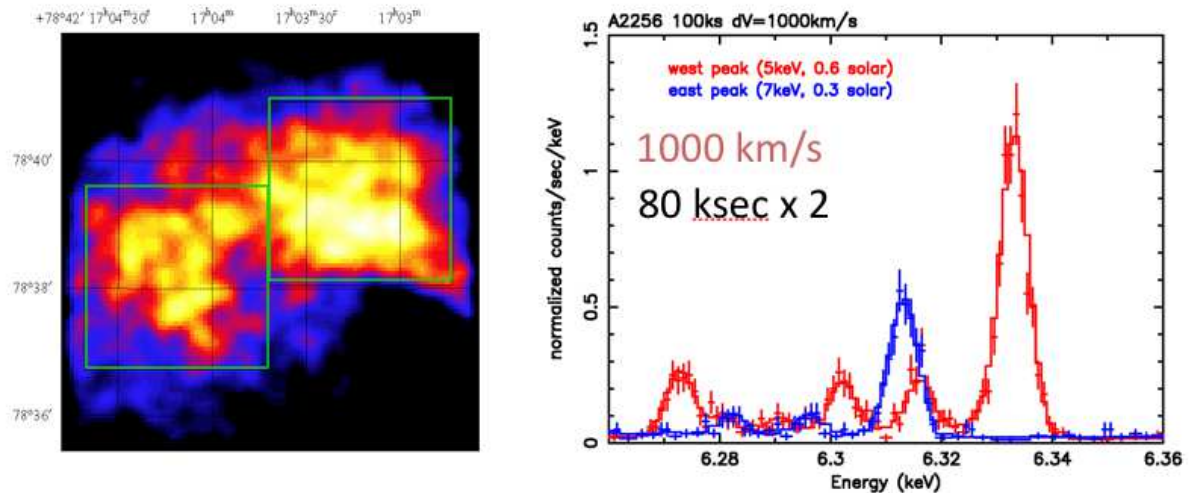 +78°42′ 17ʰ04ᵐ30ˢ 17ʰ04ᵐ 17ʰ03ᵐ30ˢ 17ʰ03ᵐ
78°40′
78°38′
78°36′
A2256 100ks dV=1000km/s
west peak (5keV, 0.6 solar)
east peak (7keV, 0.3 solar)
1000 km/s
80 ksec x 2
normalized counts/sec/keV
1.5
1
0.5
0
6.28 6.3 6.32 6.34 6.36
Energy (keV)